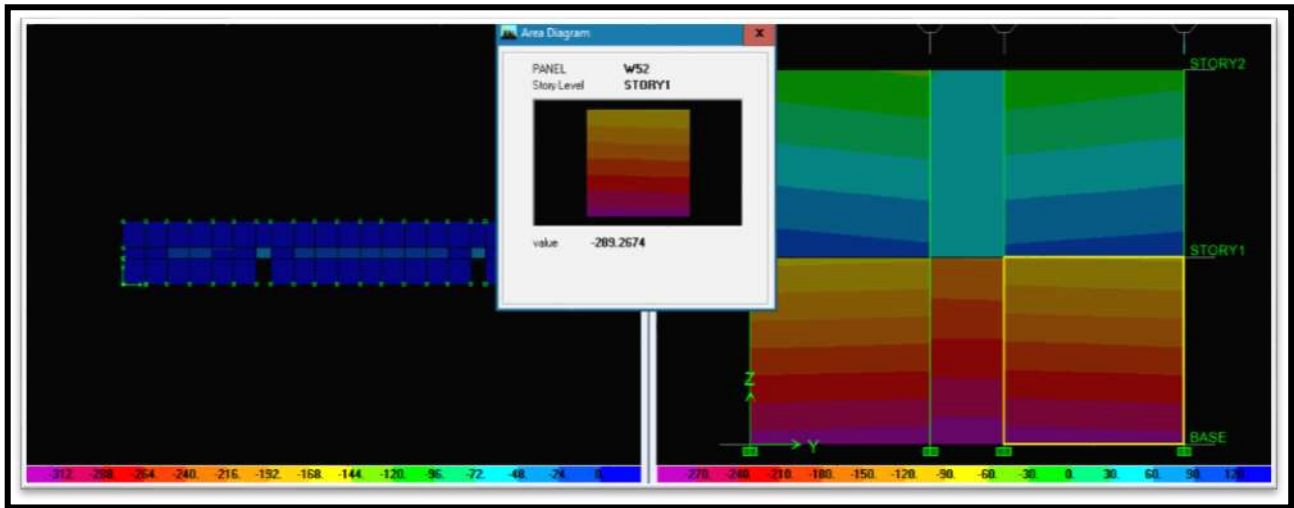 Area Diagram
x
PANEL W52
Story Level STORY1
value -289.2674
STORY2
STORY1
BASE
Z
Y
-312. -288. -264. -240. -216. -192. -168. -144. -120. -96. -72. -48. -24. 0.
-270. -240. -210. -180. -150. -120. -90. -60. -30. 0. 30. 60. 90. 120.